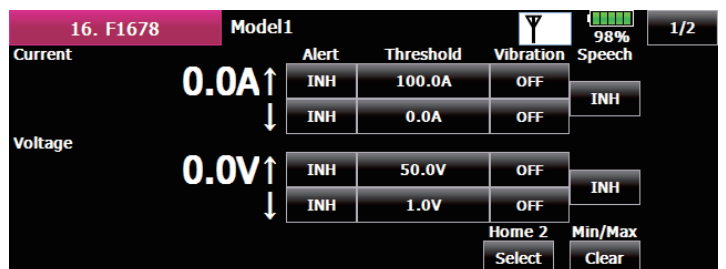 16. F1678 Model1 98% 1/2
Current Alert Threshold Vibration Speech
0.0A↑ INH 100.0A OFF
↓ INH 0.0A OFF INH
Voltage
0.0V↑ INH 50.0V OFF
↓ INH 1.0V OFF INH
Home 2 Min/Max
Select Clear